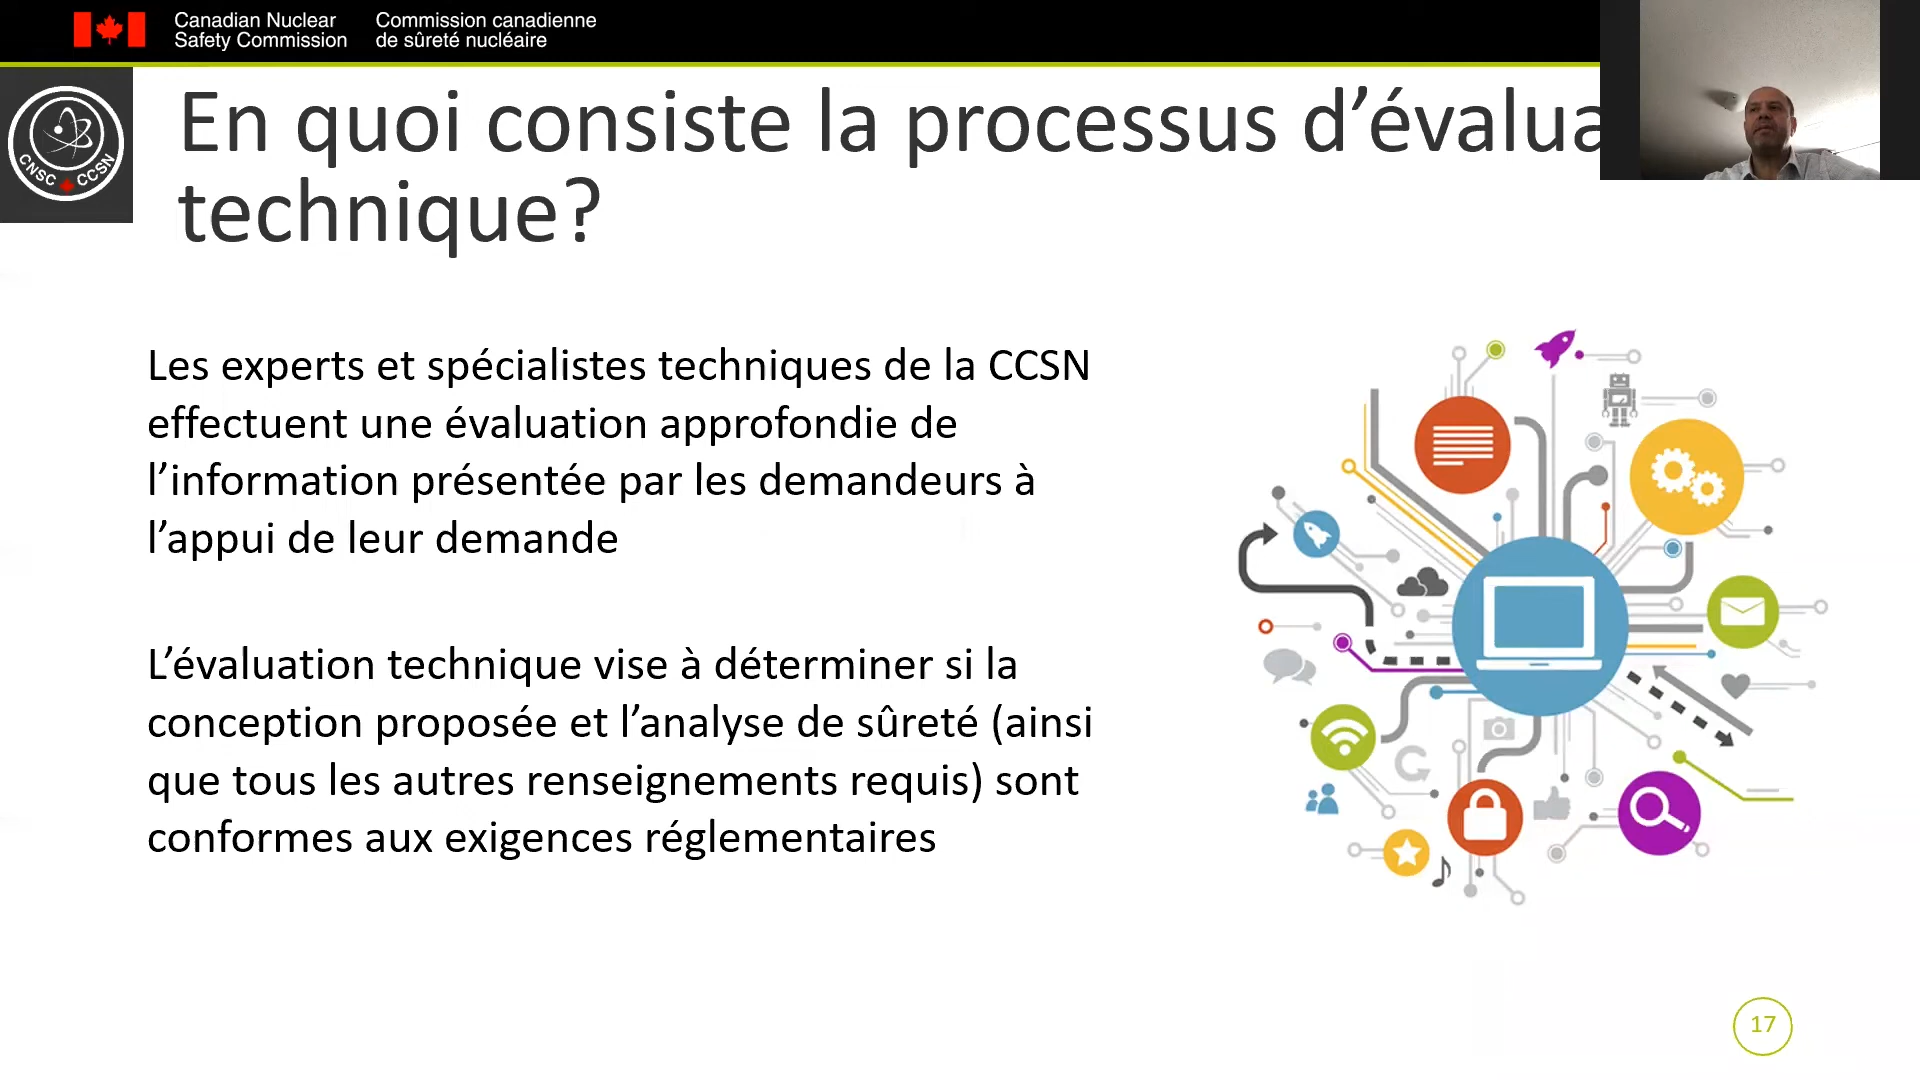 Canadian Nuclear
Safety Commission
Commission canadienne
de sûreté nucléaire
CNSC CCSN
En quoi consiste la processus d’évalua
technique?
Les experts et spécialistes techniques de la CCSN
effectuent une évaluation approfondie de
l’information présentée par les demandeurs à
l’appui de leur demande
L’évaluation technique vise à déterminer si la
conception proposée et l’analyse de sûreté (ainsi
que tous les autres renseignements requis) sont
conformes aux exigences réglementaires
17